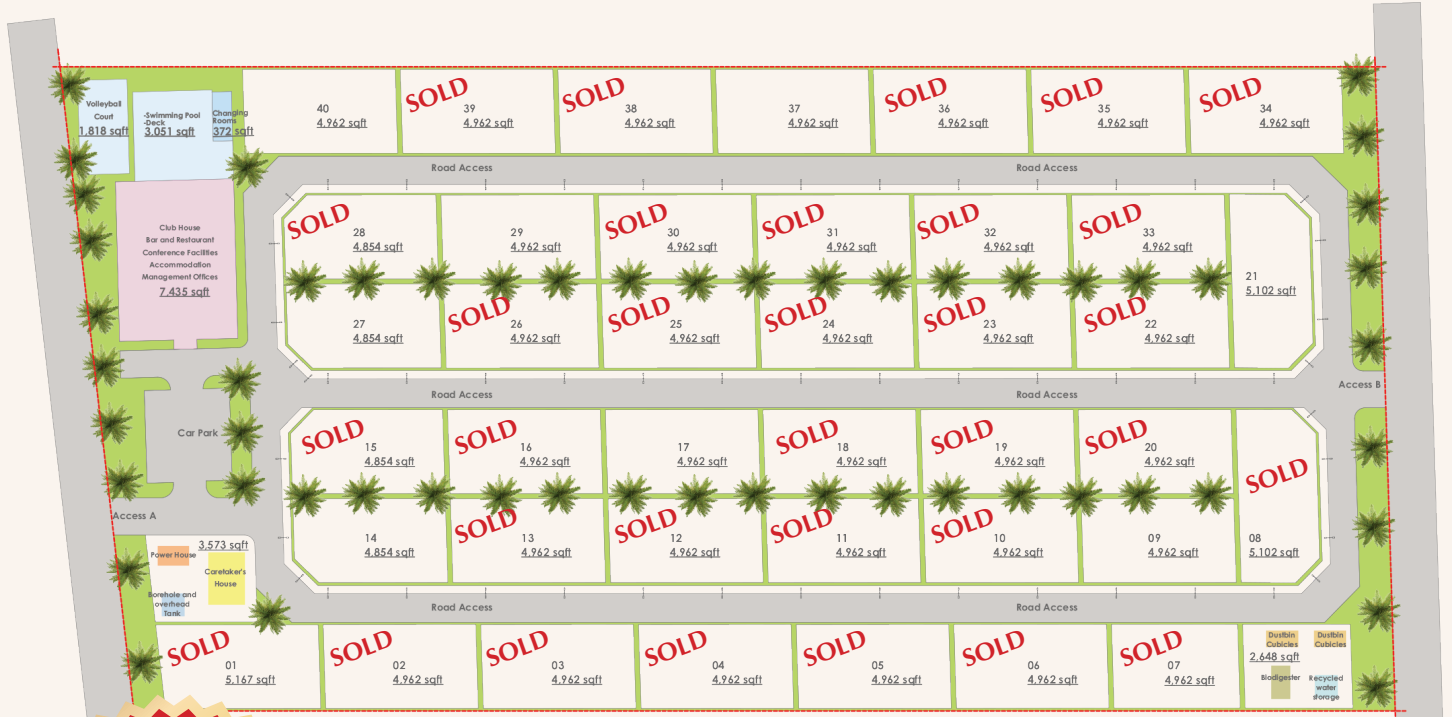 Volleyball
Court
1.818 sqft
-Swimming Pool
-Deck
3.051 sqft
Changing
Rooms
372 sqft
40
4.962 sqft
SOLD
39
4.962 sqft
SOLD
38
4.962 sqft
37
4.962 sqft
SOLD
36
4.962 sqft
SOLD
35
4.962 sqft
SOLD
34
4.962 sqft
Road Access
Road Access
Club House
Bar and Restaurant
Conference Facilities
Accommodation
Management Offices
7.435 sqft
SOLD
28
4.854 sqft
29
4.962 sqft
SOLD
30
4.962 sqft
SOLD
31
4.962 sqft
SOLD
32
4.962 sqft
SOLD
33
4.962 sqft
21
5.102 sqft
27
4.854 sqft
SOLD
26
4.962 sqft
SOLD
25
4.962 sqft
SOLD
24
4.962 sqft
SOLD
23
4.962 sqft
SOLD
22
4.962 sqft
Road Access
Road Access
Access B
Car Park
SOLD
15
4.854 sqft
SOLD
16
4.962 sqft
17
4.962 sqft
SOLD
18
4.962 sqft
SOLD
19
4.962 sqft
SOLD
20
4.962 sqft
SOLD
08
5.102 sqft
14
4.854 sqft
SOLD
13
4.962 sqft
SOLD
12
4.962 sqft
SOLD
11
4.962 sqft
SOLD
10
4.962 sqft
09
4.962 sqft
Access A
3,573 sqft
Power House
Caretaker's
House
Borehole and
overhead
Tank
Road Access
Road Access
SOLD
01
5.167 sqft
SOLD
02
4.962 sqft
SOLD
03
4.962 sqft
SOLD
04
4.962 sqft
SOLD
05
4.962 sqft
SOLD
06
4.962 sqft
SOLD
07
4.962 sqft
Dustbin
Cubicles
Dustbin
Cubicles
2,648 sqft
Biodigester
Recycled
water
storage